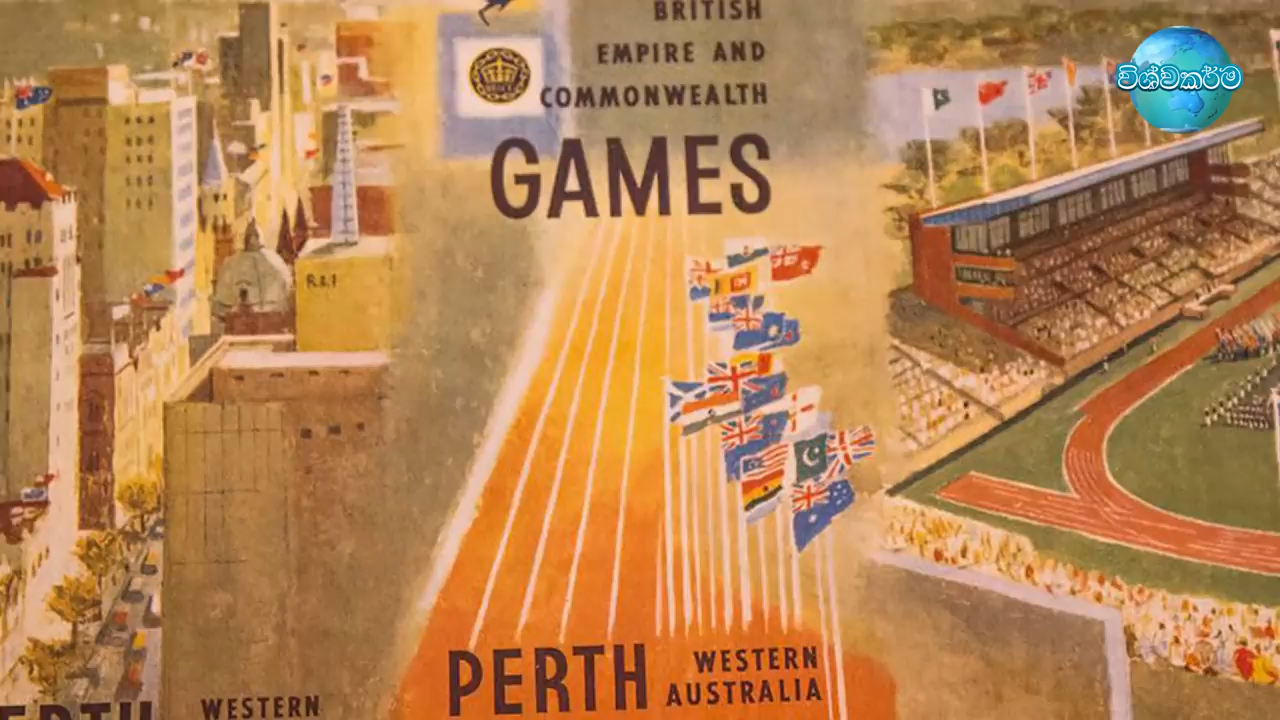 BRITISH
EMPIRE AND
COMMONWEALTH
GAMES
PERTH WESTERN
AUSTRALIA
WESTERN
විශ්වකර්ම